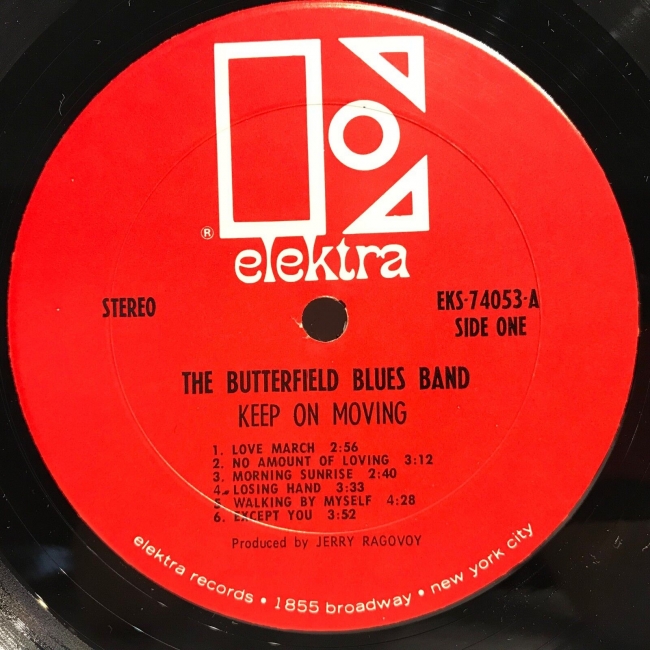 ®
elektra
STEREO
EKS-74053-A
SIDE ONE
THE BUTTERFIELD BLUES BAND
KEEP ON MOVING
1. LOVE MARCH 2:56
2. NO AMOUNT OF LOVING 3:12
3. MORNING SUNRISE 2:40
4. LOSING HAND 3:33
5. WALKING BY MYSELF 4:28
6. EXCEPT YOU 3:52
Produced by JERRY RAGOVOY
elektra records • 1855 broadway • new york city